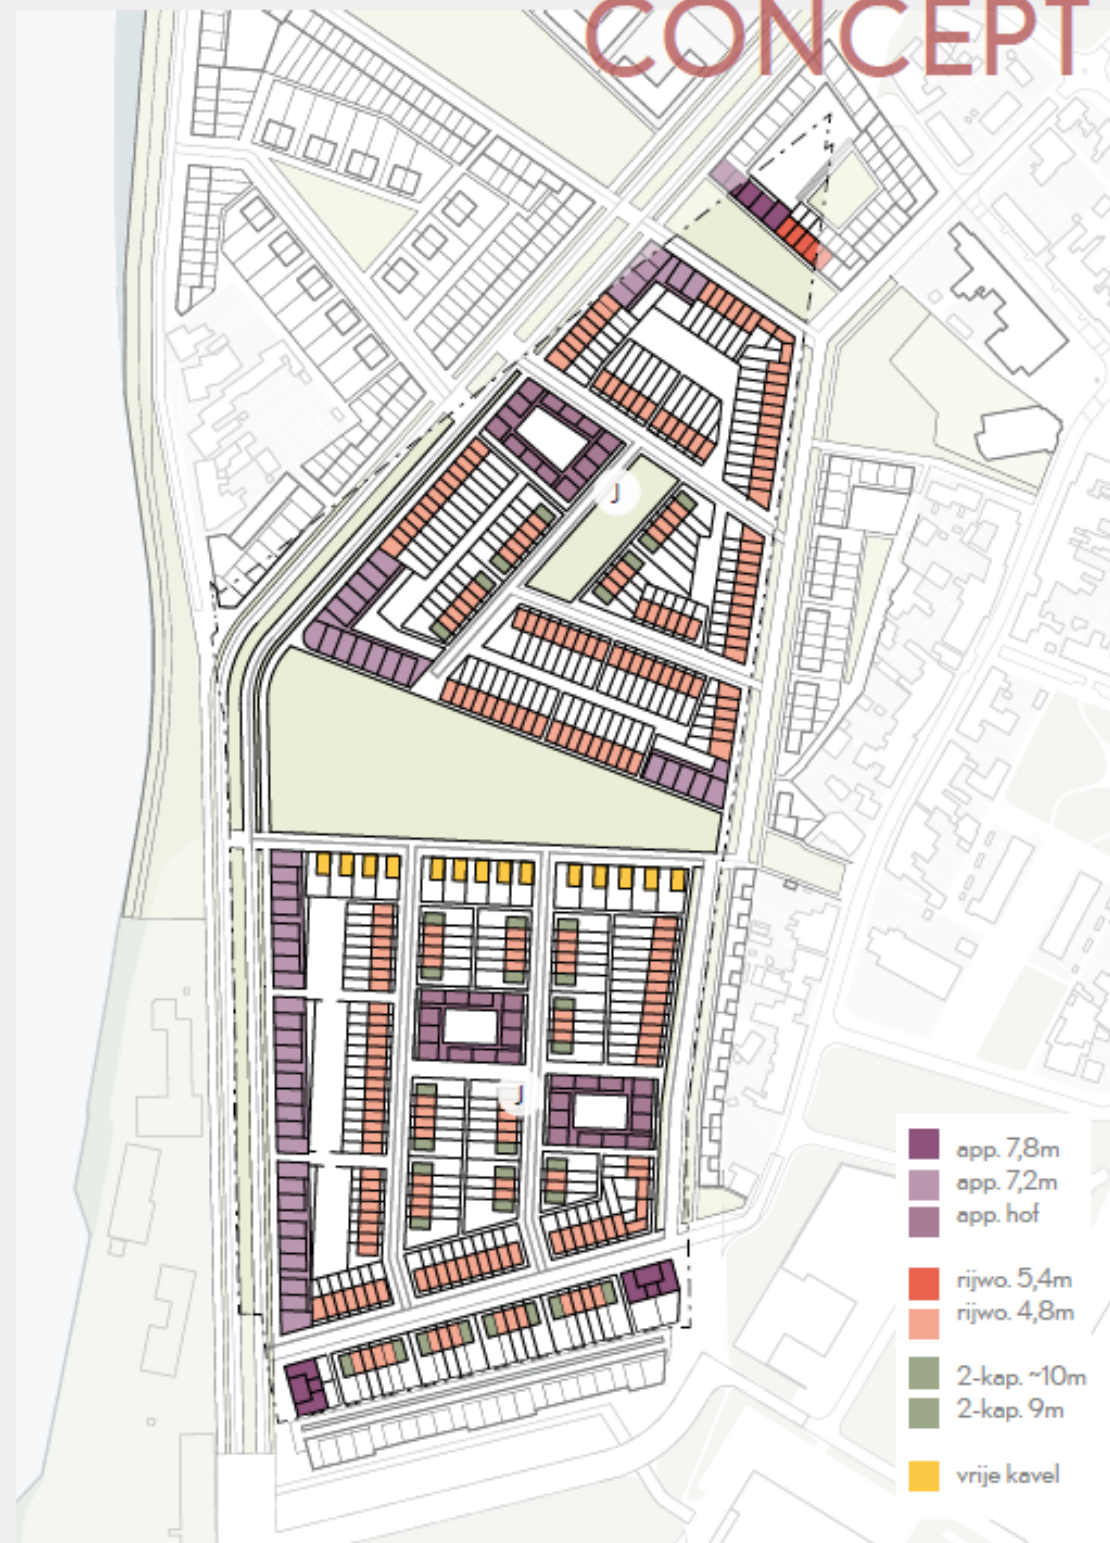 CONCEPT
J
J
app. 7,8m
app. 7,2m
app. hof
rijwo. 5,4m
rijwo. 4,8m
2-kap. ~10m
2-kap. 9m
vrije kavel